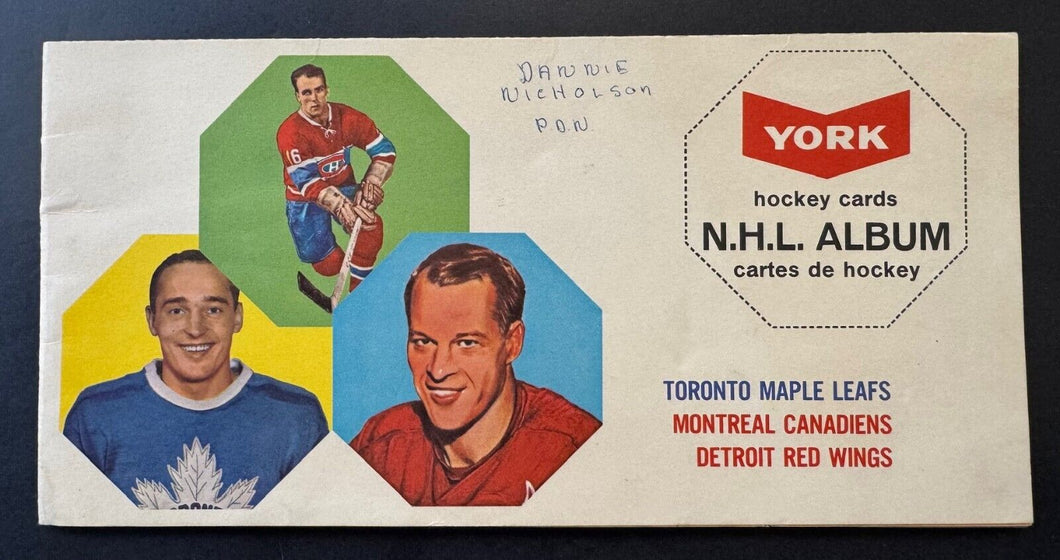 DANNIE
NICHOLSON
P.O.N.
YORK
hockey cards
N.H.L. ALBUM
cartes de hockey
TORONTO MAPLE LEAFS
MONTREAL CANADIENS
DETROIT RED WINGS
16